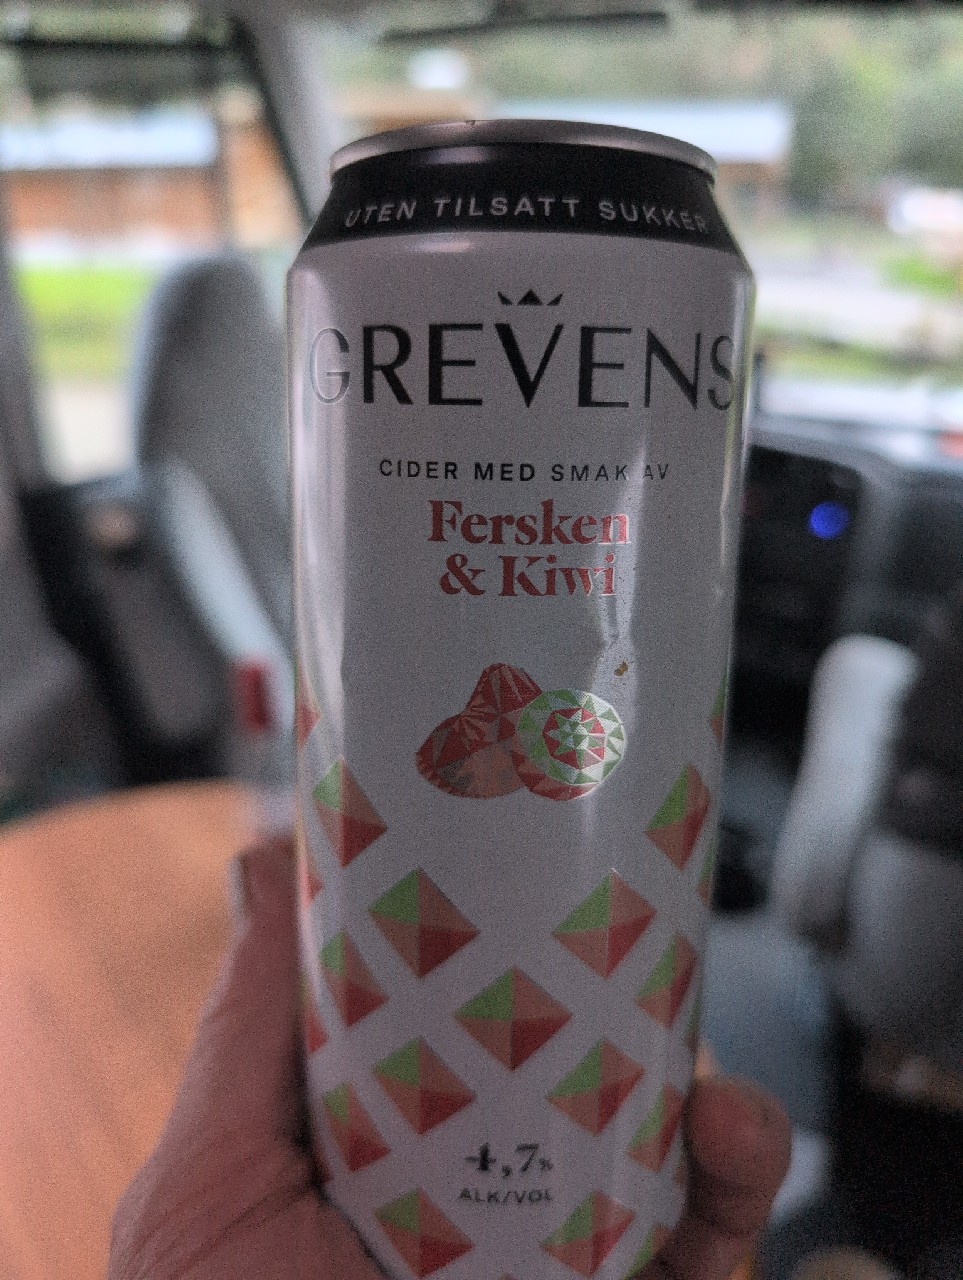 UTEN TILSATT SUKKER
GREVENS
CIDER MED SMAK AV
Fersken
& Kiwi
4,7%
ALK/VOL